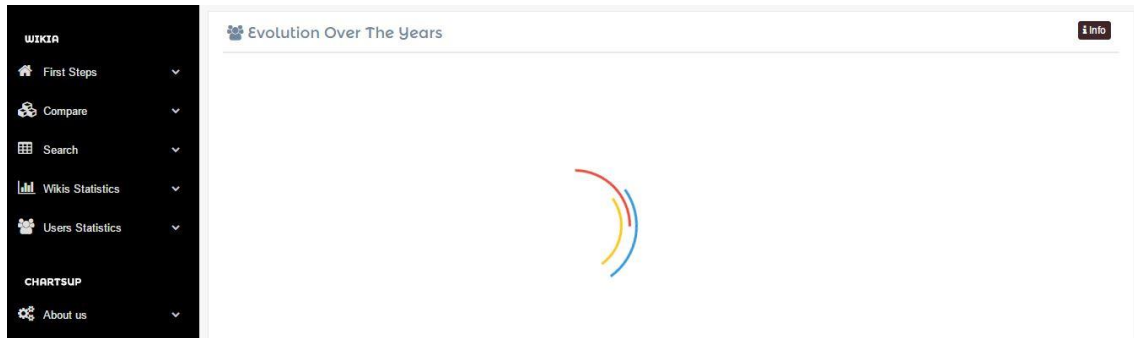 WIKIA
First Steps
Compare
Search
Wikis Statistics
Users Statistics
CHARTSUP
About us
Evolution Over The Years
Info